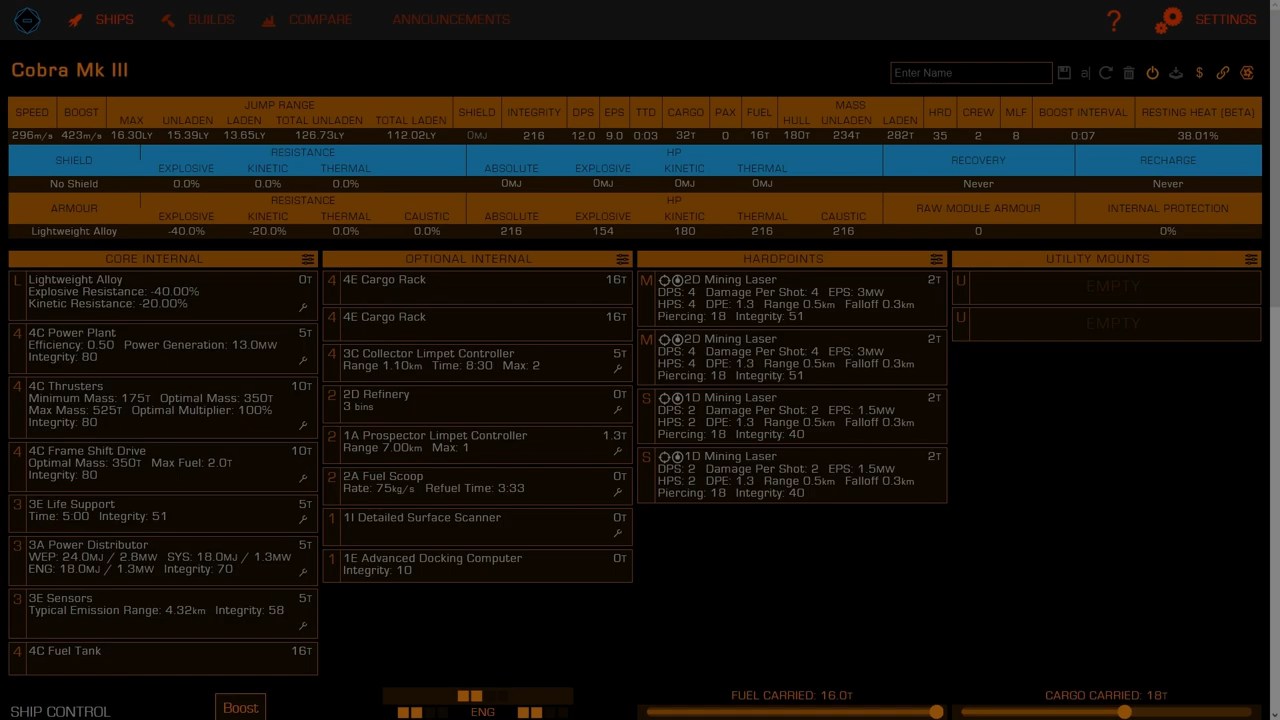 SHIPS BUILDS COMPARE ANNOUNCEMENTS ? SETTINGS
Cobra Mk III
Enter Name a| $
SPEED BOOST JUMP RANGE SHIELD INTEGRITY DPS EPS TTD CARGO PAX FUEL MASS HRD CREW MLF BOOST INTERVAL RESTING HEAT (BETA)
MAX UNLADEN LADEN TOTAL UNLADEN TOTAL LADEN HULL UNLADEN LADEN
296m/s 423m/s 16.30LY 15.39LY 13.65LY 126.73LY 112.02LY 0MJ 216 12.0 9.0 0:03 32T 0 16T 180T 234T 282T 35 2 8 0:07 38.01%
SHIELD RESISTANCE HP RECOVERY RECHARGE
EXPLOSIVE KINETIC THERMAL ABSOLUTE EXPLOSIVE KINETIC THERMAL
No Shield 0.0% 0.0% 0.0% 0MJ 0MJ 0MJ 0MJ Never Never
ARMOUR RESISTANCE HP RAW MODULE ARMOUR INTERNAL PROTECTION
EXPLOSIVE KINETIC THERMAL CAUSTIC ABSOLUTE EXPLOSIVE KINETIC THERMAL CAUSTIC
Lightweight Alloy -40.0% -20.0% 0.0% 0.0% 216 154 180 216 216 0 0%
CORE INTERNAL
L Lightweight Alloy 0T
Explosive Resistance: -40.00%
Kinetic Resistance: -20.00%
4 4C Power Plant 5T
Efficiency: 0.50 Power Generation: 13.0MW
Integrity: 80
4 4C Thrusters 10T
Minimum Mass: 175T Optimal Mass: 350T
Max Mass: 525T Optimal Multiplier: 100%
Integrity: 80
4 4C Frame Shift Drive 10T
Optimal Mass: 350T Max Fuel: 2.0T
Integrity: 80
3 3E Life Support 5T
Time: 5:00 Integrity: 51
3 3A Power Distributor 5T
WEP: 24.0MJ / 2.8MW SYS: 18.0MJ / 1.3MW
ENG: 18.0MJ / 1.3MW Integrity: 70
3 3E Sensors 5T
Typical Emission Range: 4.32km Integrity: 58
4 4C Fuel Tank 16T
OPTIONAL INTERNAL
4 4E Cargo Rack 16T
4 4E Cargo Rack 16T
4 3C Collector Limpet Controller 5T
Range 1.10km Time: 8:30 Max: 2
2 2D Refinery 0T
3 bins
2 1A Prospector Limpet Controller 1.3T
Range 7.00km Max: 1
2 2A Fuel Scoop 0T
Rate: 75kg/s Refuel Time: 3:33
1 1I Detailed Surface Scanner 0T
1 1E Advanced Docking Computer 0T
Integrity: 10
HARDPOINTS
M 2D Mining Laser 2T
DPS: 4 Damage Per Shot: 4 EPS: 3MW
HPS: 4 DPE: 1.3 Range 0.5km Falloff 0.3km
Piercing: 18 Integrity: 51
M 2D Mining Laser 2T
DPS: 4 Damage Per Shot: 4 EPS: 3MW
HPS: 4 DPE: 1.3 Range 0.5km Falloff 0.3km
Piercing: 18 Integrity: 51
S 1D Mining Laser 2T
DPS: 2 Damage Per Shot: 2 EPS: 1.5MW
HPS: 2 DPE: 1.3 Range 0.5km Falloff 0.3km
Piercing: 18 Integrity: 40
S 1D Mining Laser 2T
DPS: 2 Damage Per Shot: 2 EPS: 1.5MW
HPS: 2 DPE: 1.3 Range 0.5km Falloff 0.3km
Piercing: 18 Integrity: 40
UTILITY MOUNTS
U EMPTY
U EMPTY
SHIP CONTROL Boost ENG FUEL CARRIED: 16.0T CARGO CARRIED: 18T